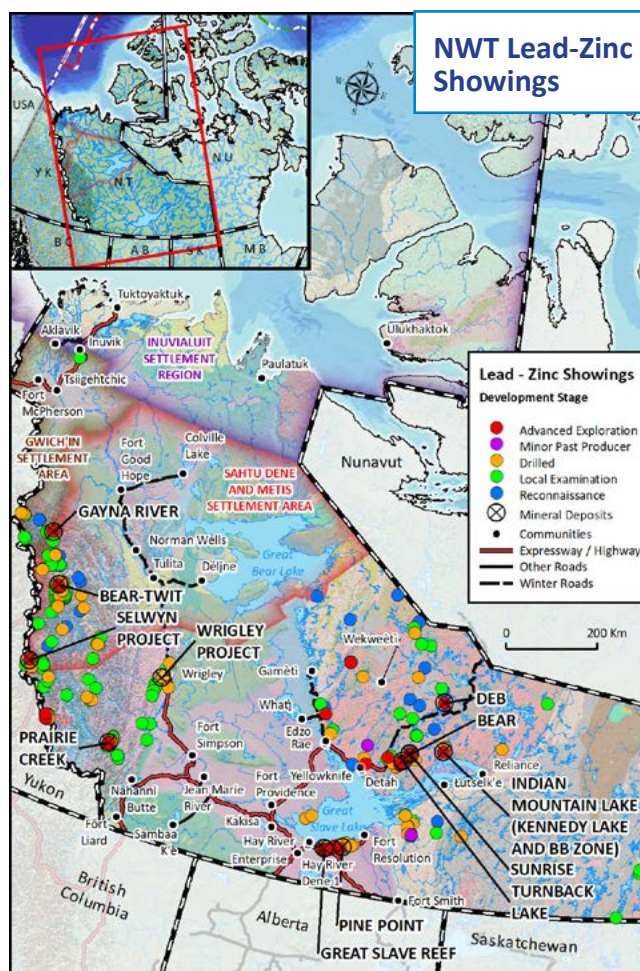 NWT Lead-Zinc
Showings
N
W
E
S
USA
YK
NT
NU
BC
AB
SK
MB
Tuktoyaktuk
Aklavik
Inuvik
Tsiigehtchic
Fort
McPherson
INUVIALUIT
SETTLEMENT
REGION
Paulatuk
Ulukhaktok
Lead - Zinc Showings
Development Stage
Advanced Exploration
Minor Past Producer
Drilled
Local Examination
Reconnaissance
Mineral Deposits
Communities
Expressway / Highway
Other Roads
Winter Roads
0 200 Km
Nunavut
GWICH'IN
SETTLEMENT
AREA
Fort
Good
Hope
Colville
Lake
SAHTU DENE
AND METIS
SETTLEMENT AREA
GAYNA RIVER
Norman Wells
Tulita
Déljne
Great
Bear Lake
BEAR-TWIT
SELWYN
PROJECT
WRIGLEY
PROJECT
Wrigley
Wekweètì
Gamètì
Whatì
Edzo
Rae
DEB
BEAR
PRAIRIE
CREEK
Fort
Simpson
Yellowknife
Detah
Reliance
Łutselk'e
INDIAN
MOUNTAIN LAKE
(KENNEDY LAKE
AND BB ZONE)
SUNRISE
TURNBACK
LAKE
Yukon
Nahanni
Butte
Jean Marie
River
Fort
Providence
Kakisa
Great
Slave Lake
Fort
Liard
Sambaa
K'e
Hay River
Enterprise
Hay River
Dene 1
Fort
Resolution
Fort Smith
PINE POINT
GREAT SLAVE REEF
British
Columbia
Alberta
Saskatchewan